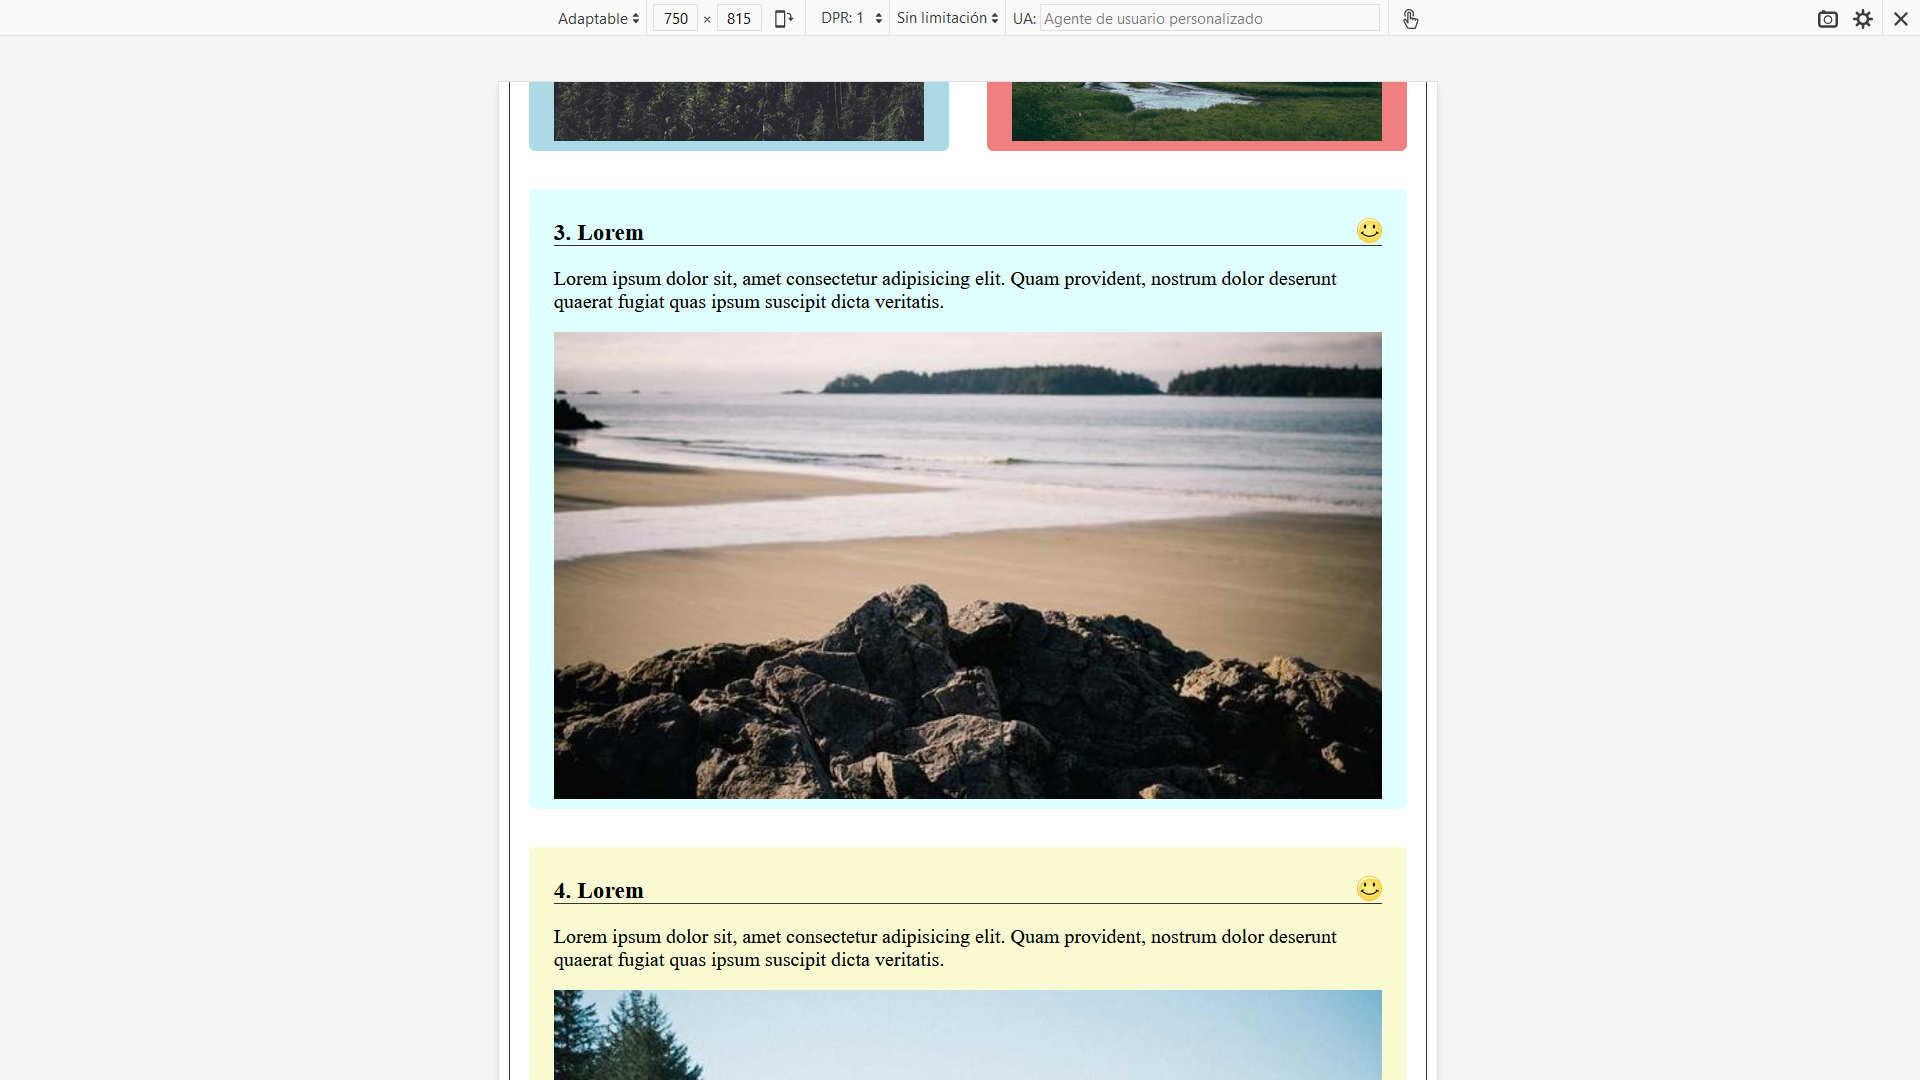 Adaptable 750 × 815 DPR: 1 Sin limitación UA: Agente de usuario personalizado
3. Lorem
Lorem ipsum dolor sit, amet consectetur adipisicing elit. Quam provident, nostrum dolor deserunt
quaerat fugiat quas ipsum suscipit dicta veritatis.
4. Lorem
Lorem ipsum dolor sit, amet consectetur adipisicing elit. Quam provident, nostrum dolor deserunt
quaerat fugiat quas ipsum suscipit dicta veritatis.